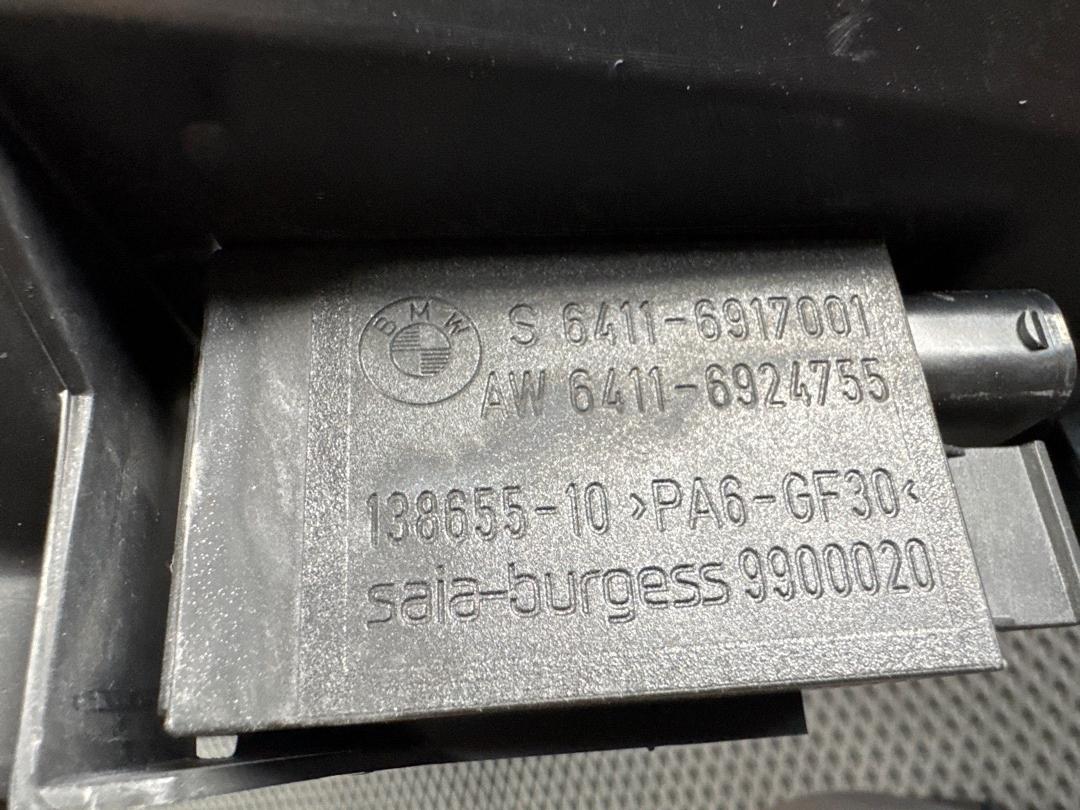 BMW
S 6411-6917001
AW 6411-6924755
138655-10 >PA6-GF30<
saia-burgess 9900020